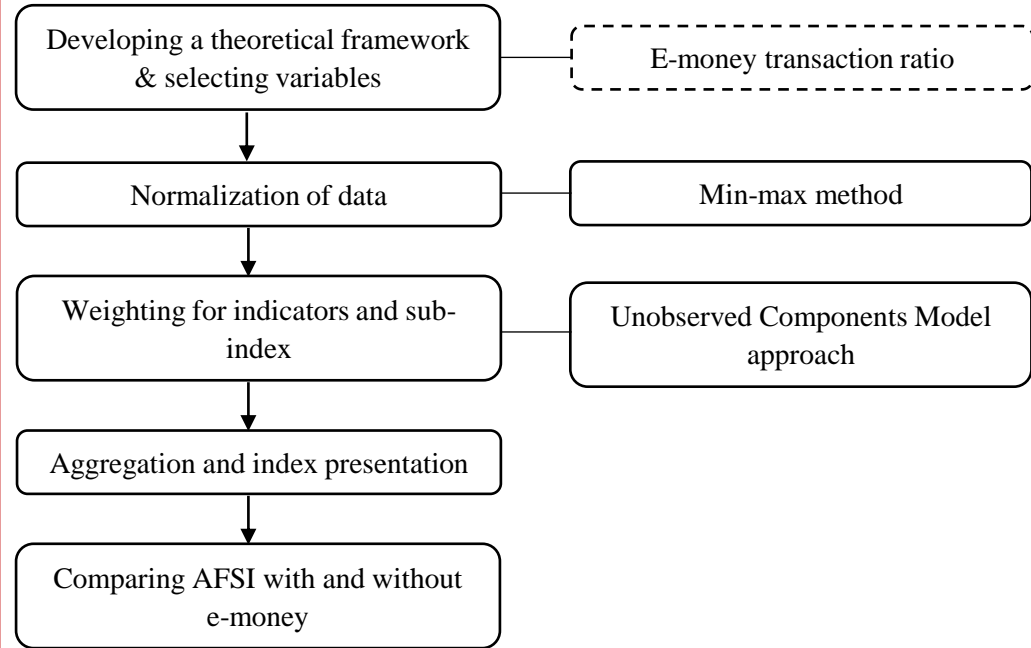 Developing a theoretical framework
& selecting variables
E-money transaction ratio
Normalization of data
Min-max method
Weighting for indicators and sub-
index
Unobserved Components Model
approach
Aggregation and index presentation
Comparing AFSI with and without
e-money